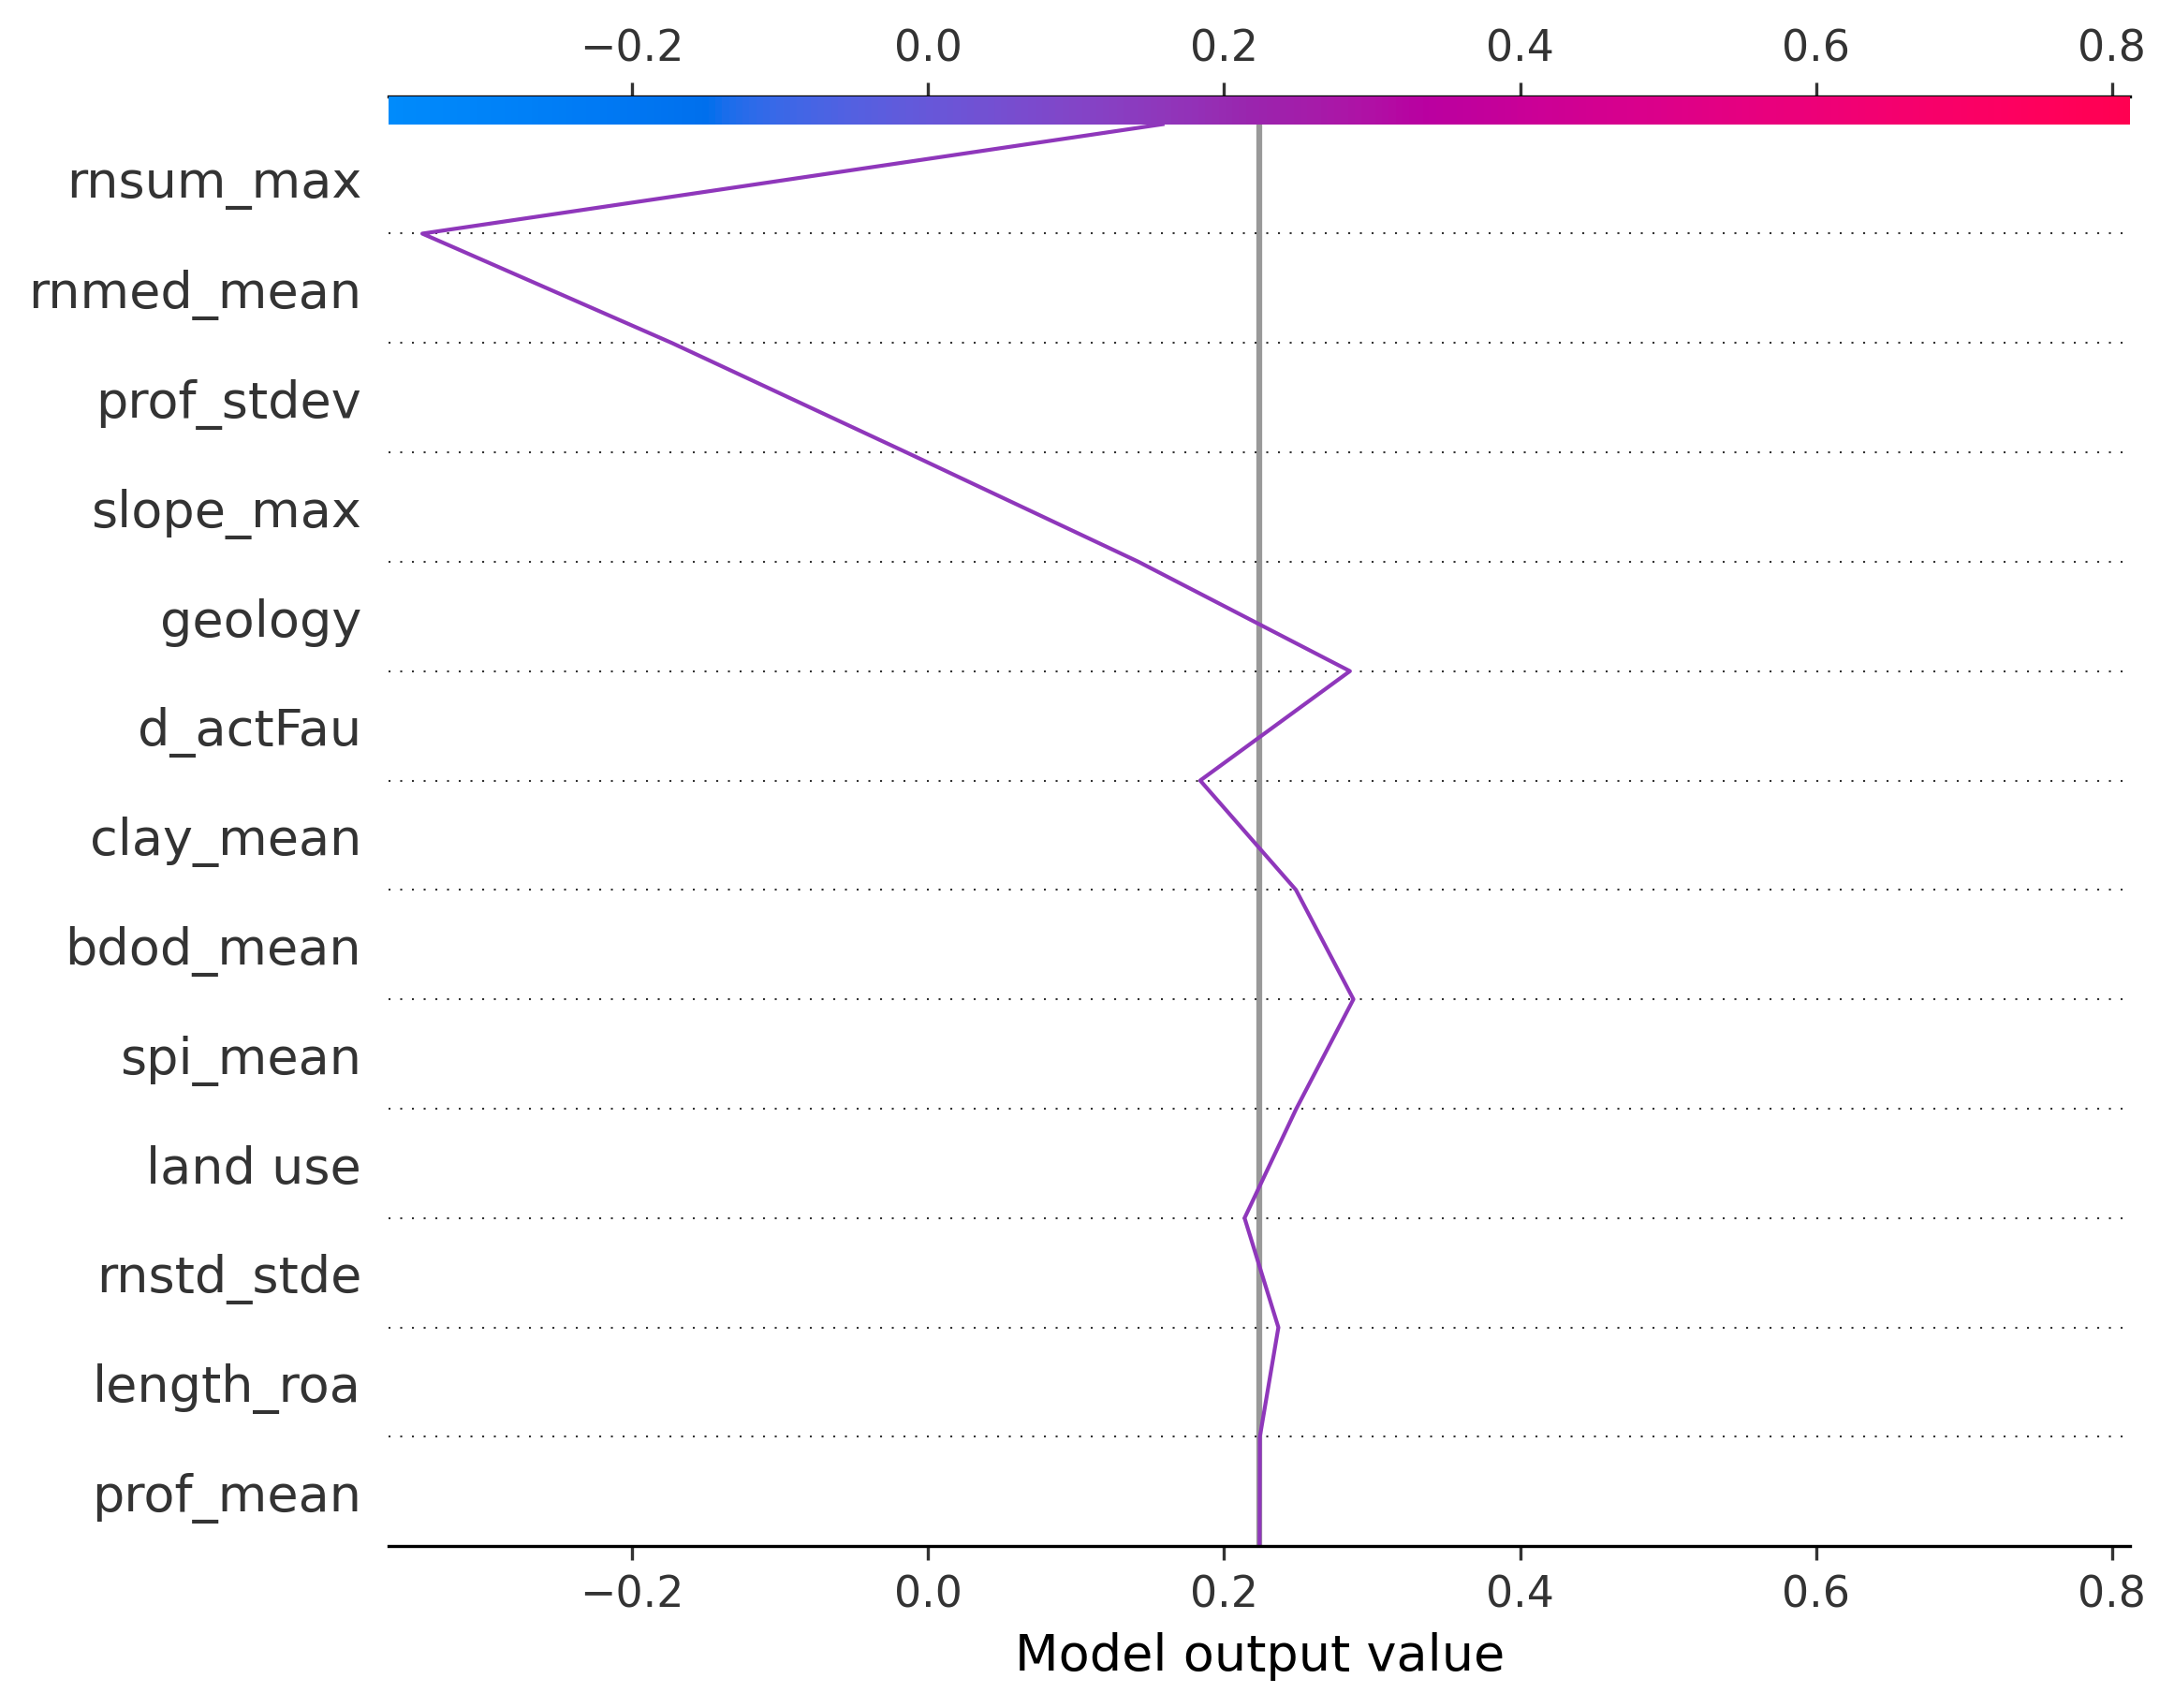 −0.2 0.0 0.2 0.4 0.6 0.8
rnsum_max
rnmed_mean
prof_stdev
slope_max
geology
d_actFau
clay_mean
bdod_mean
spi_mean
land use
rnstd_stde
length_roa
prof_mean
−0.2 0.0 0.2 0.4 0.6 0.8
Model output value